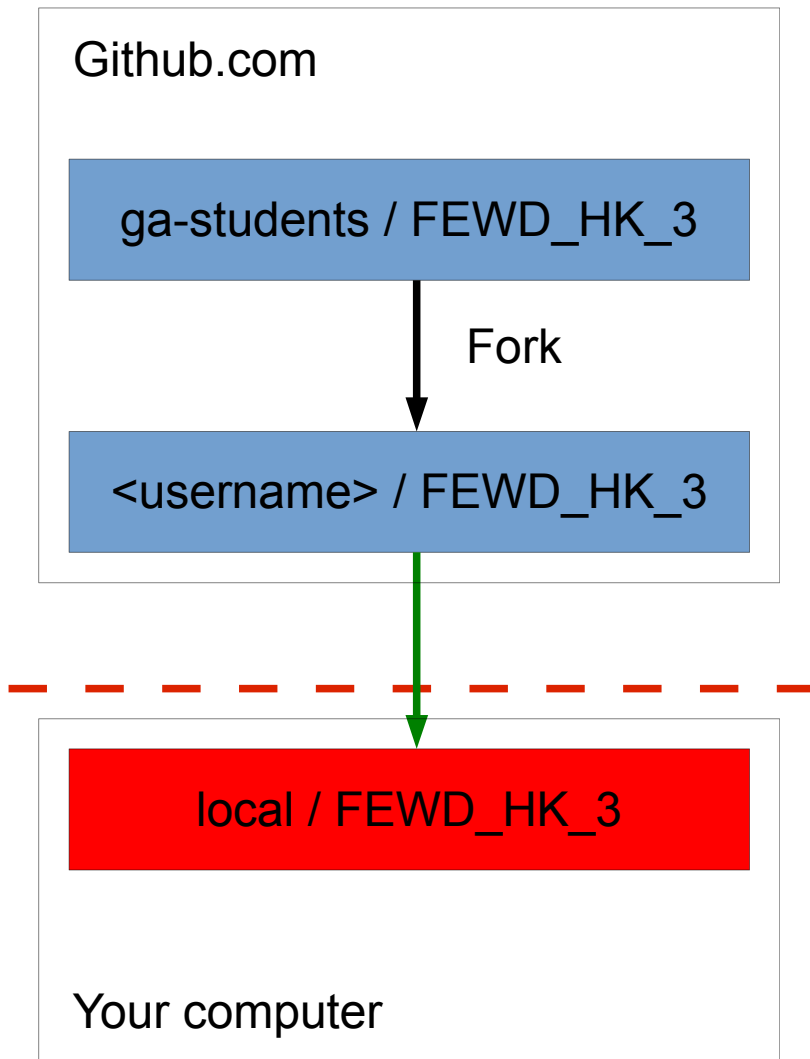 Github.com
ga-students / FEWD_HK_3
Fork
<username> / FEWD_HK_3
local / FEWD_HK_3
Your computer